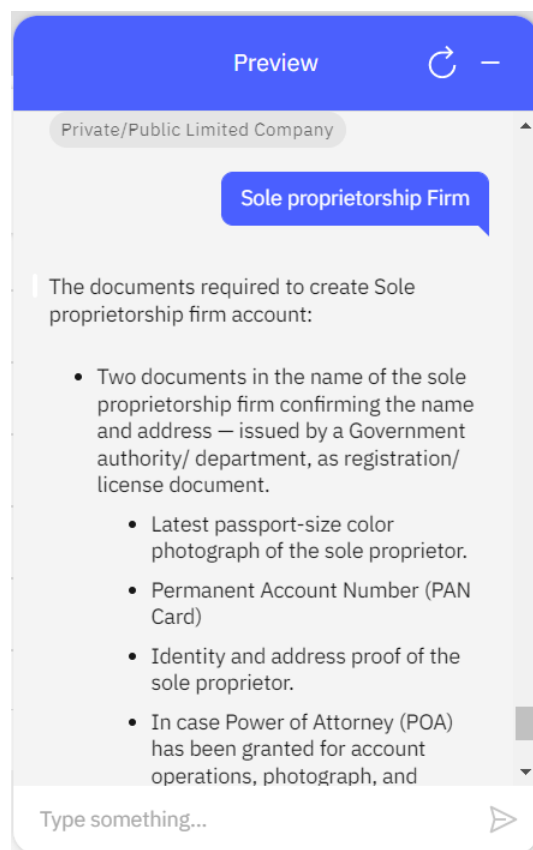 Preview
Private/Public Limited Company
Sole proprietorship Firm
The documents required to create Sole
proprietorship firm account:
Two documents in the name of the sole
proprietorship firm confirming the name
and address — issued by a Government
authority/ department, as registration/
license document.
Latest passport-size color
photograph of the sole proprietor.
Permanent Account Number (PAN
Card)
Identity and address proof of the
sole proprietor.
In case Power of Attorney (POA)
has been granted for account
operations, photograph, and
Type something...